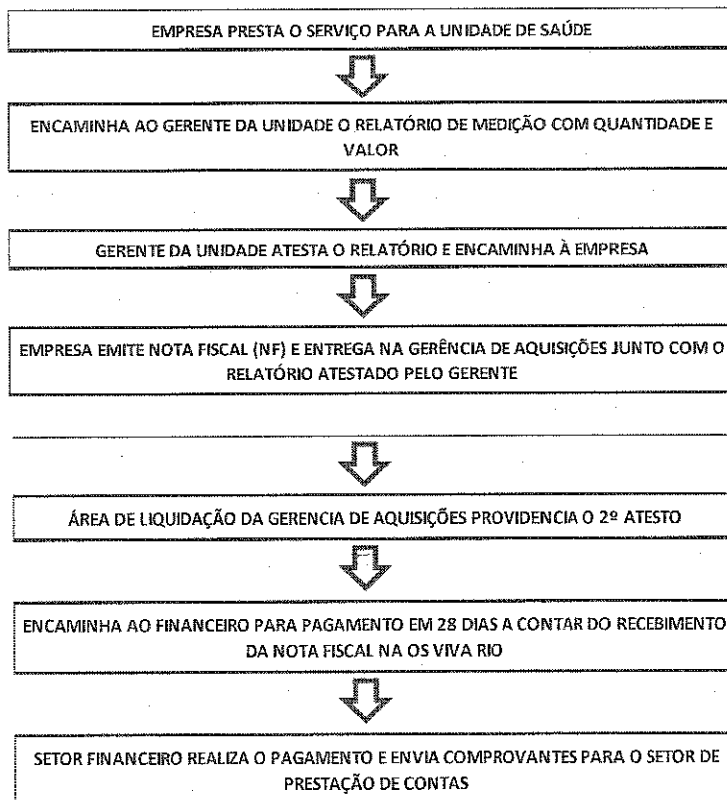 EMPRESA PRESTA O SERVIÇO PARA A UNIDADE DE SAÚDE
ENCAMINHA AO GERENTE DA UNIDADE O RELATÓRIO DE MEDIÇÃO COM QUANTIDADE E
VALOR
GERENTE DA UNIDADE ATESTA O RELATÓRIO E ENCAMINHA À EMPRESA
EMPRESA EMITE NOTA FISCAL (NF) E ENTREGA NA GERÊNCIA DE AQUISIÇÕES JUNTO COM O
RELATÓRIO ATESTADO PELO GERENTE
ÁREA DE LIQUIDAÇÃO DA GERENCIA DE AQUISIÇÕES PROVIDENCIA O 2º ATESTO
ENCAMINHA AO FINANCEIRO PARA PAGAMENTO EM 28 DIAS A CONTAR DO RECEBIMENTO
DA NOTA FISCAL NA OS VIVA RIO
SETOR FINANCEIRO REALIZA O PAGAMENTO E ENVIA COMPROVANTES PARA O SETOR DE
PRESTAÇÃO DE CONTAS